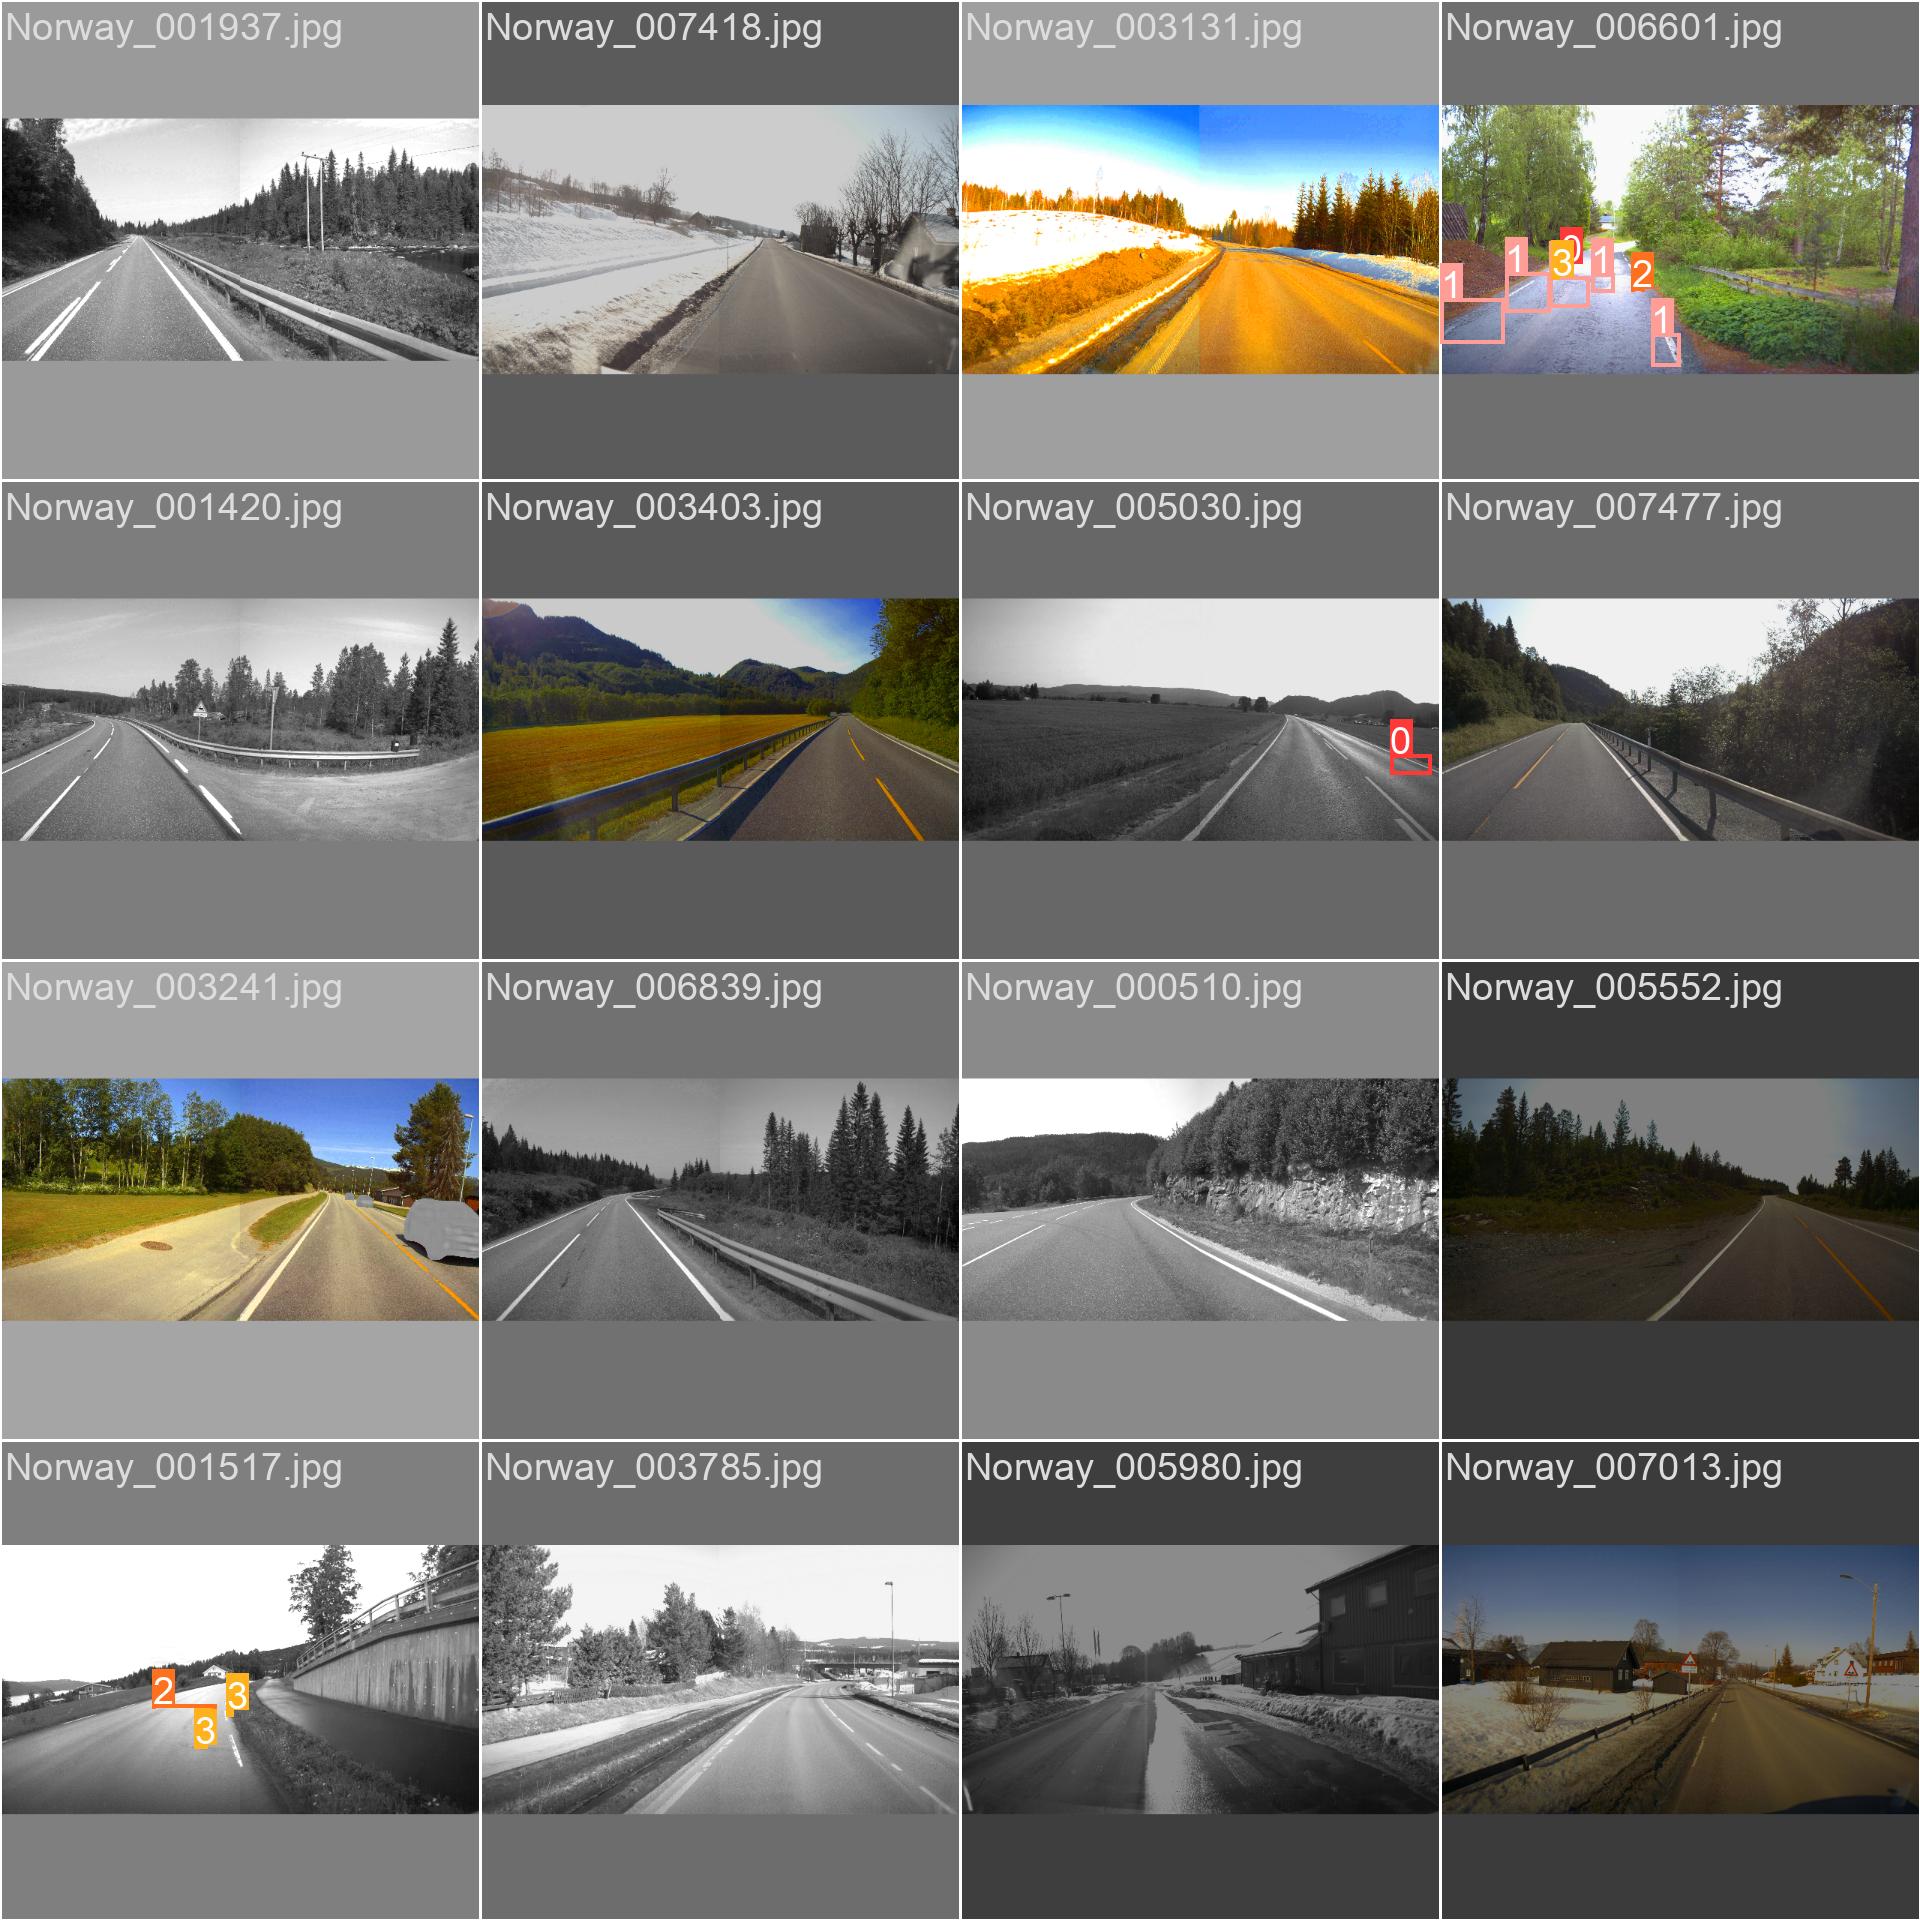 Norway_001937.jpg
Norway_007418.jpg
Norway_003131.jpg
Norway_006601.jpg
1
1
3
0
1
2
1
Norway_001420.jpg
Norway_003403.jpg
Norway_005030.jpg
0
Norway_007477.jpg
Norway_003241.jpg
Norway_006839.jpg
Norway_000510.jpg
Norway_005552.jpg
Norway_001517.jpg
2
3
3
Norway_003785.jpg
Norway_005980.jpg
Norway_007013.jpg